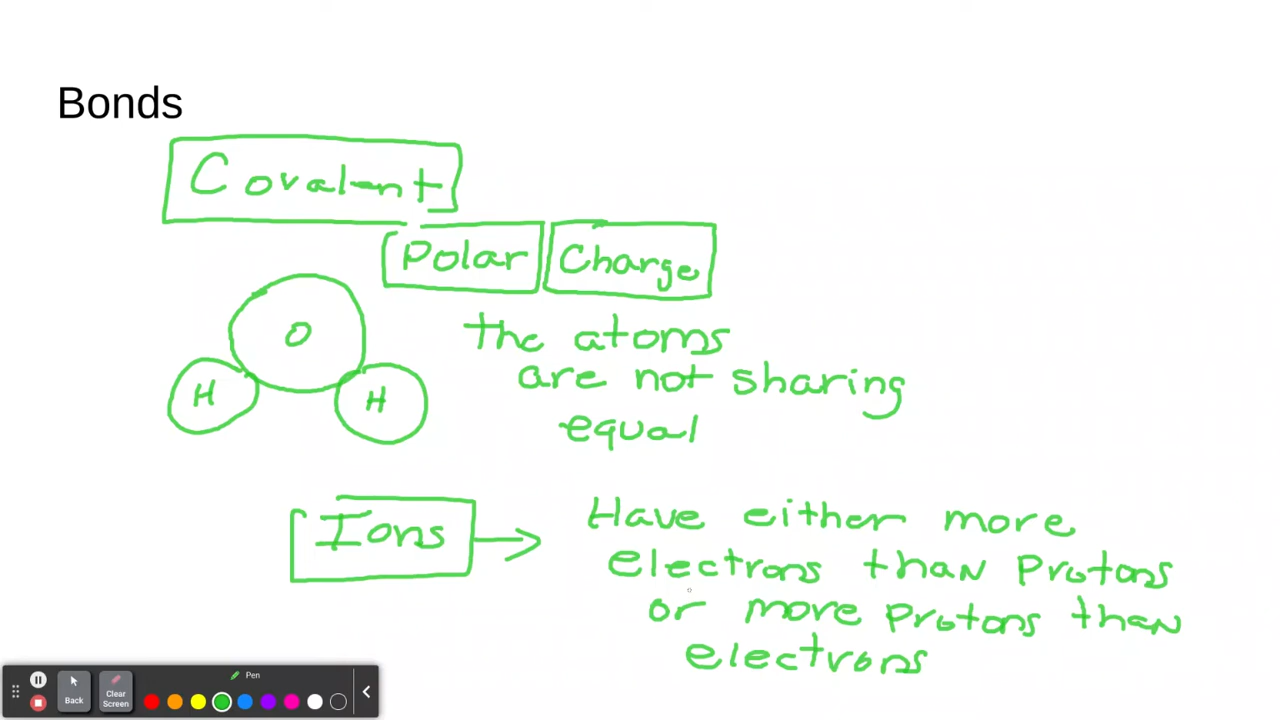 Bonds
Covalent
Polar Charge
O
H H
the atoms
are not sharing
equal
Ions
Have either more
electrons than Protons
or more protons than
electrons
Pen
Back
Clear
Screen